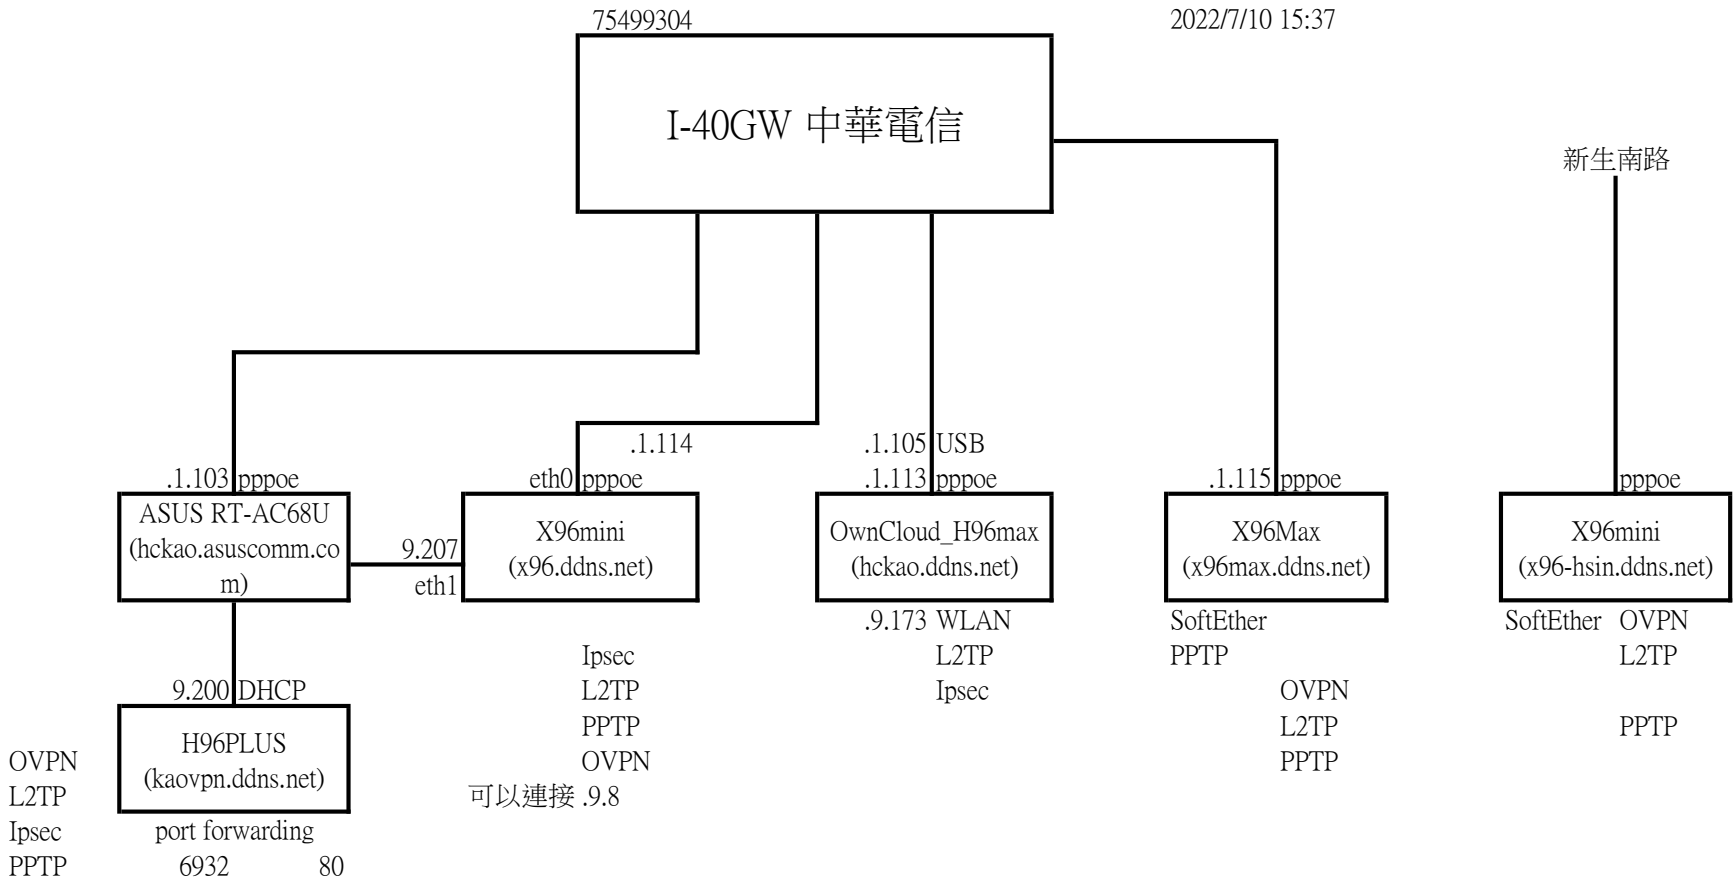 75499304 2022/7/10 15:37
I-40GW 中華電信
新生南路
.1.114 .1.105 USB
.1.103 pppoe eth0 pppoe .1.113 pppoe .1.115 pppoe pppoe
ASUS RT-AC68U
(hckao.asuscomm.co
m)
9.207
eth1
X96mini
(x96.ddns.net)
OwnCloud_H96max
(hckao.ddns.net)
X96Max
(x96max.ddns.net)
X96mini
(x96-hsin.ddns.net)
.9.173 WLAN SoftEther SoftEther OVPN
Ipsec L2TP PPTP L2TP
9.200 DHCP L2TP Ipsec OVPN
PPTP L2TP PPTP
H96PLUS
(kaovpn.ddns.net)
OVPN OVPN PPTP
L2TP 可以連接 .9.8
Ipsec port forwarding
PPTP 6932 80